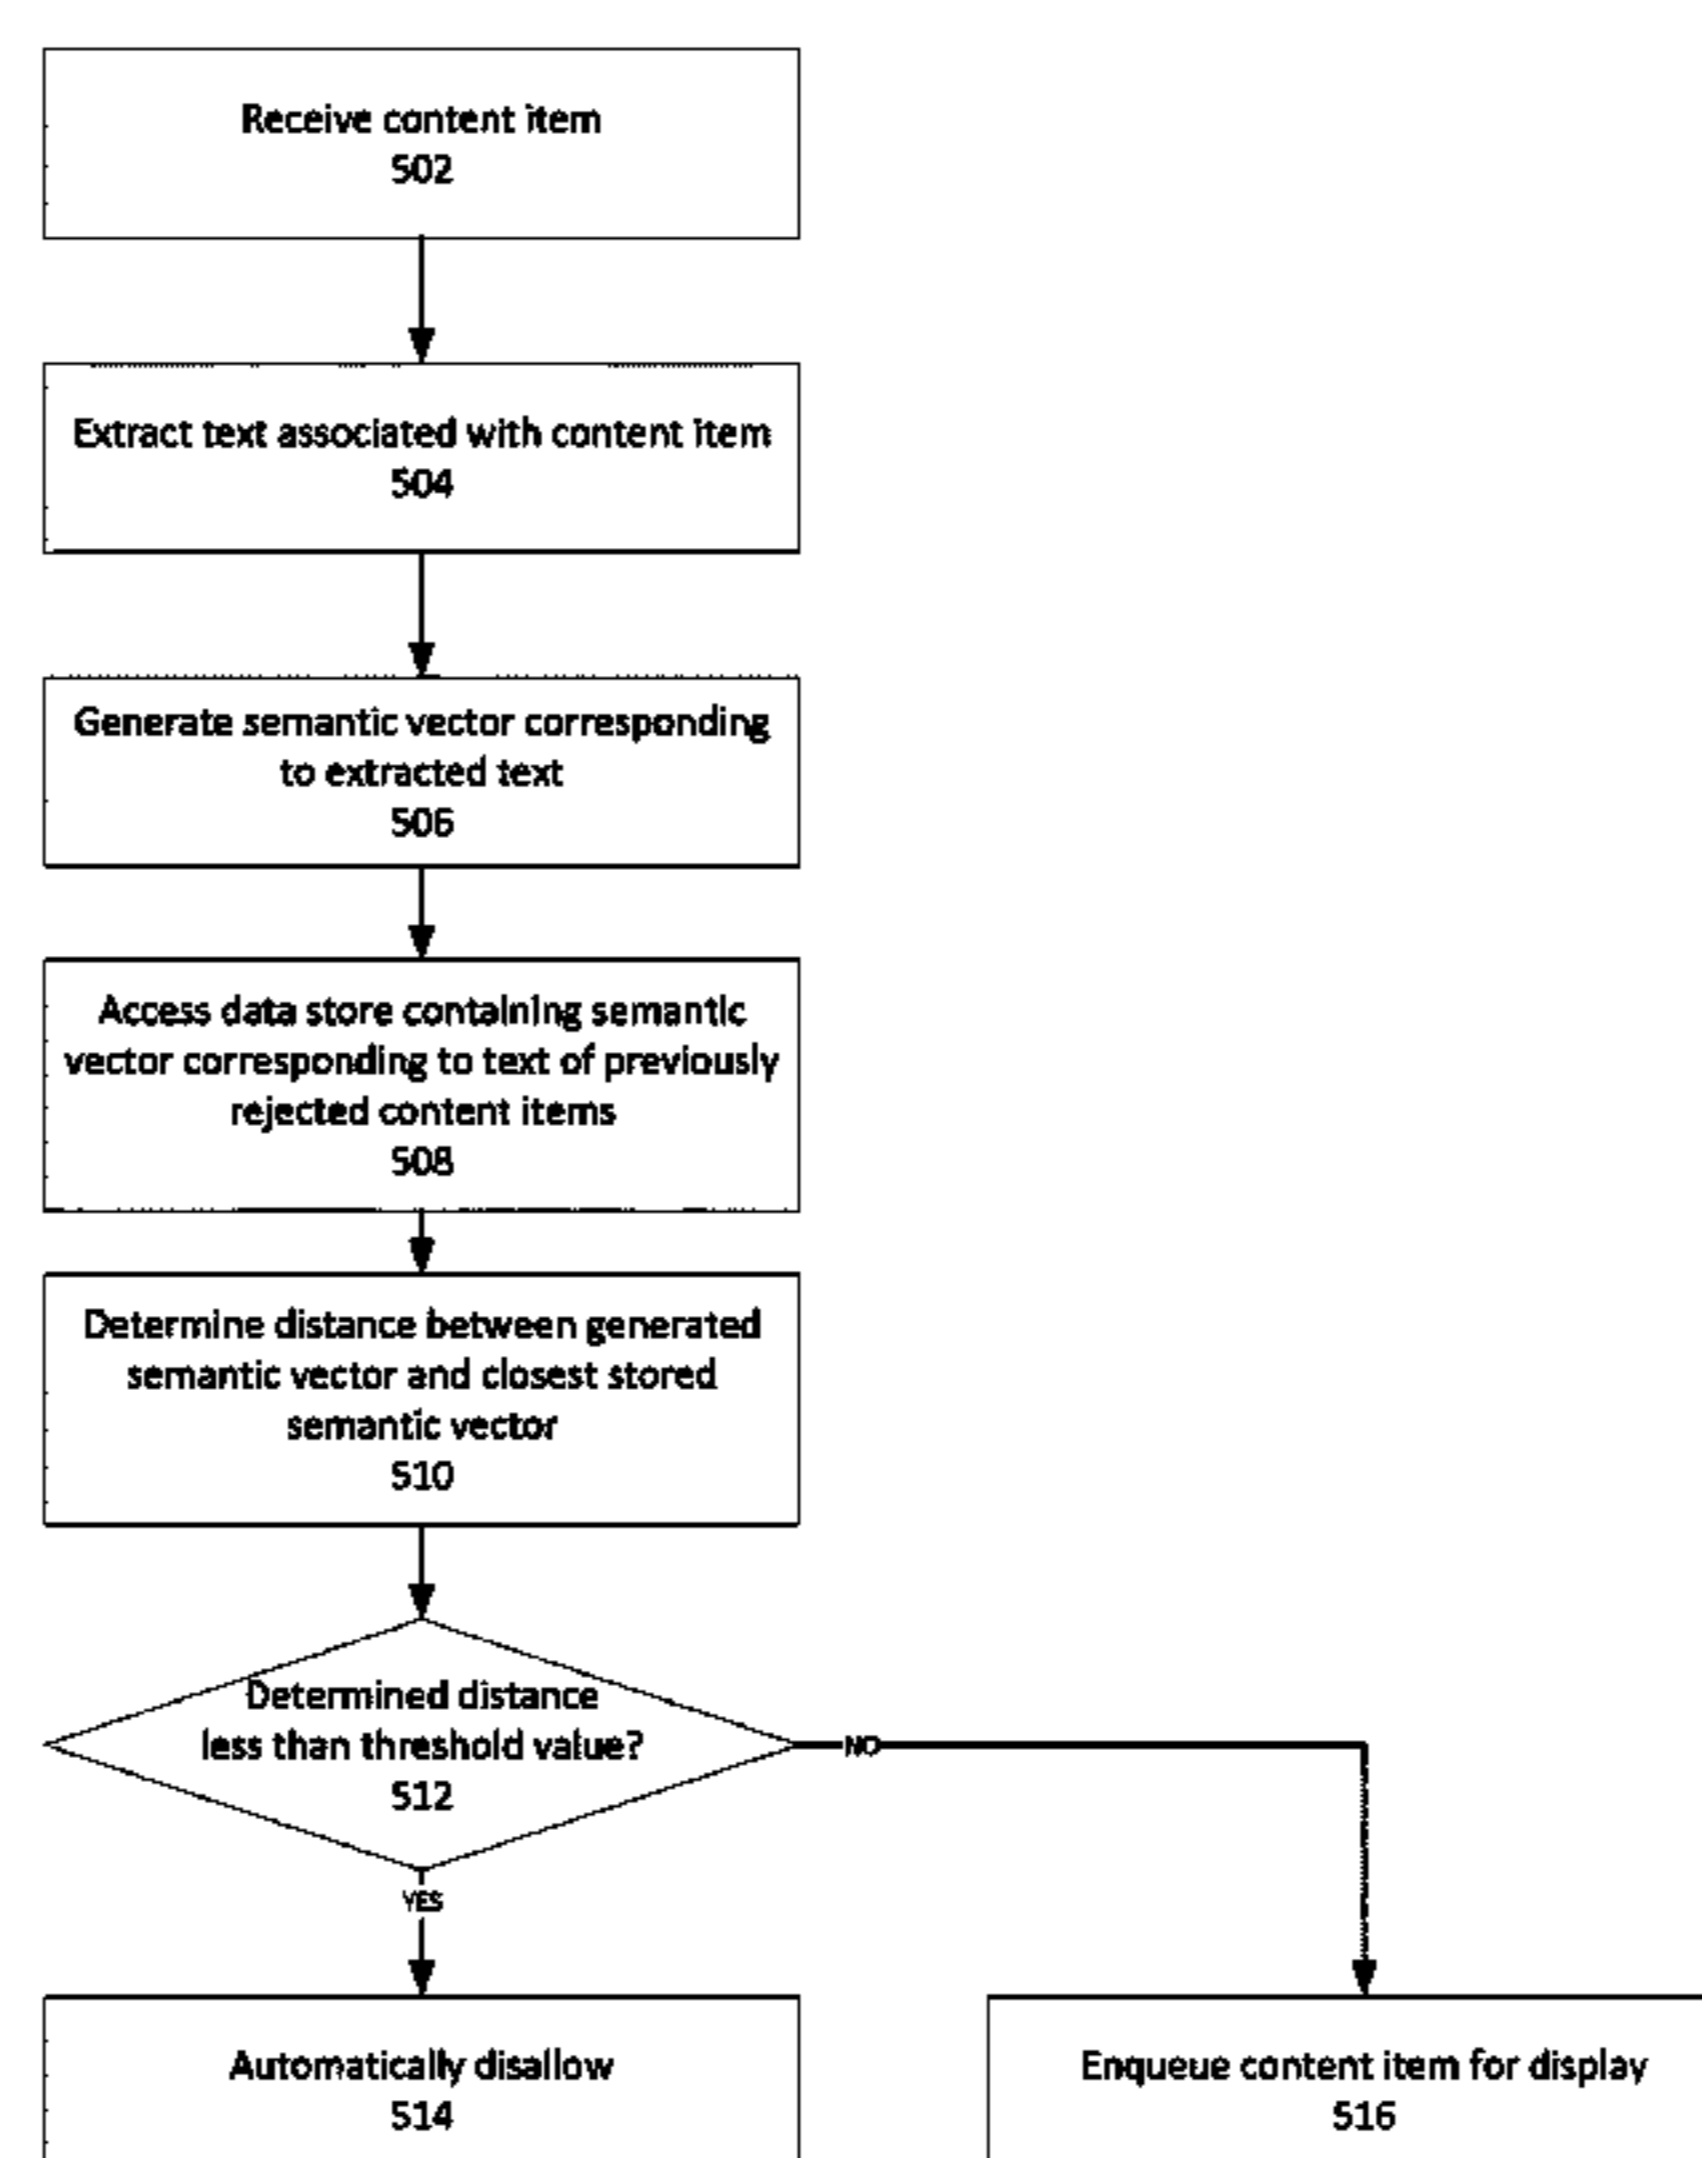 Receive content item
502
Extract text associated with content item
504
Generate semantic vector corresponding
to extracted text
506
Access data store containing semantic
vector corresponding to text of previously
rejected content items
508
Determine distance between generated
semantic vector and closest stored
semantic vector
510
Determined distance
less than threshold value?
512
NO
YES
Automatically disallow
514
Enqueue content item for display
516